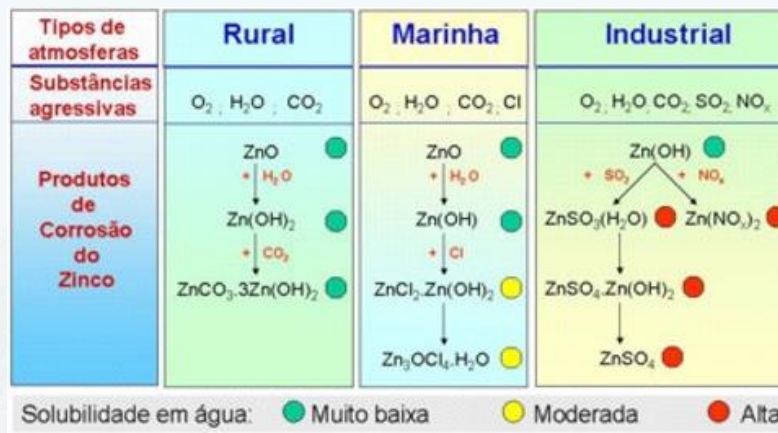 Tipos de atmosferas
Rural
Marinha
Industrial
Substâncias agressivas
O₂ ; H₂O ; CO₂
O₂ ; H₂O , CO₂, Cl
O₂, H₂O, CO₂, SO₂, NOₓ
Produtos de Corrosão do Zinco
ZnO
+ H₂O
Zn(OH)₂
+ CO₂
ZnCO₃.3Zn(OH)₂
ZnO
+ H₂O
Zn(OH)
+ Cl
ZnCl₂.Zn(OH)₂
Zn₃OCl₄.H₂O
Zn(OH)
+ SO₂
+ NOₓ
ZnSO₃(H₂O)
Zn(NOₓ)₂
ZnSO₄.Zn(OH)₂
ZnSO₄
Solubilidade em água: Muito baixa Moderada Alta